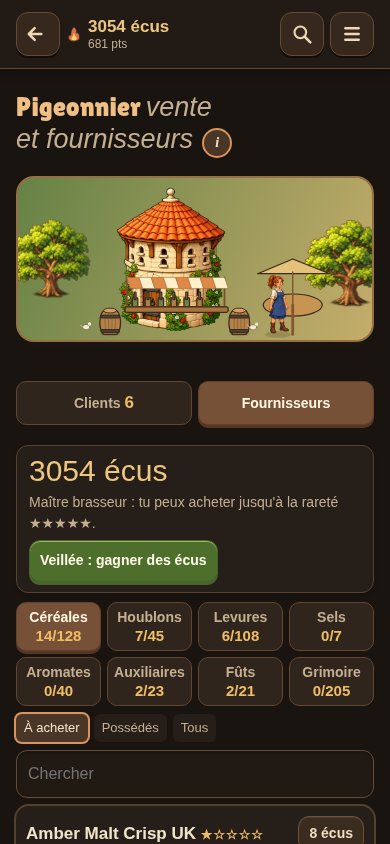 3054 écus
681 pts
Pigeonnier vente
et fournisseurs i
Clients 6
Fournisseurs
3054 écus
Maître brasseur : tu peux acheter jusqu'à la rareté
★★★★★.
Veillée : gagner des écus
Céréales
14/128
Houblons
7/45
Levures
6/108
Sels
0/7
Aromates
0/40
Auxiliaires
2/23
Fûts
2/21
Grimoire
0/205
À acheter
Possédés
Tous
Chercher
Amber Malt Crisp UK ★☆☆☆☆
8 écus